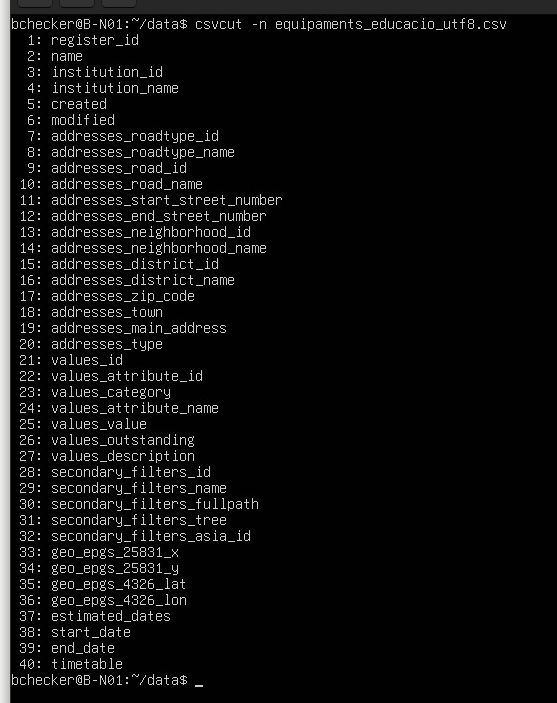 bchecker@B-N01:~/data$ csvcut -n equipaments_educacio_utf8.csv
1: register_id
2: name
3: institution_id
4: institution_name
5: created
6: modified
7: addresses_roadtype_id
8: addresses_roadtype_name
9: addresses_road_id
10: addresses_road_name
11: addresses_start_street_number
12: addresses_end_street_number
13: addresses_neighborhood_id
14: addresses_neighborhood_name
15: addresses_district_id
16: addresses_district_name
17: addresses_zip_code
18: addresses_town
19: addresses_main_address
20: addresses_type
21: values_id
22: values_attribute_id
23: values_category
24: values_attribute_name
25: values_value
26: values_outstanding
27: values_description
28: secondary_filters_id
29: secondary_filters_name
30: secondary_filters_fullpath
31: secondary_filters_tree
32: secondary_filters_asia_id
33: geo_epgs_25831_x
34: geo_epgs_25831_y
35: geo_epgs_4326_lat
36: geo_epgs_4326_lon
37: estimated_dates
38: start_date
39: end_date
40: timetable
bchecker@B-N01:~/data$ _